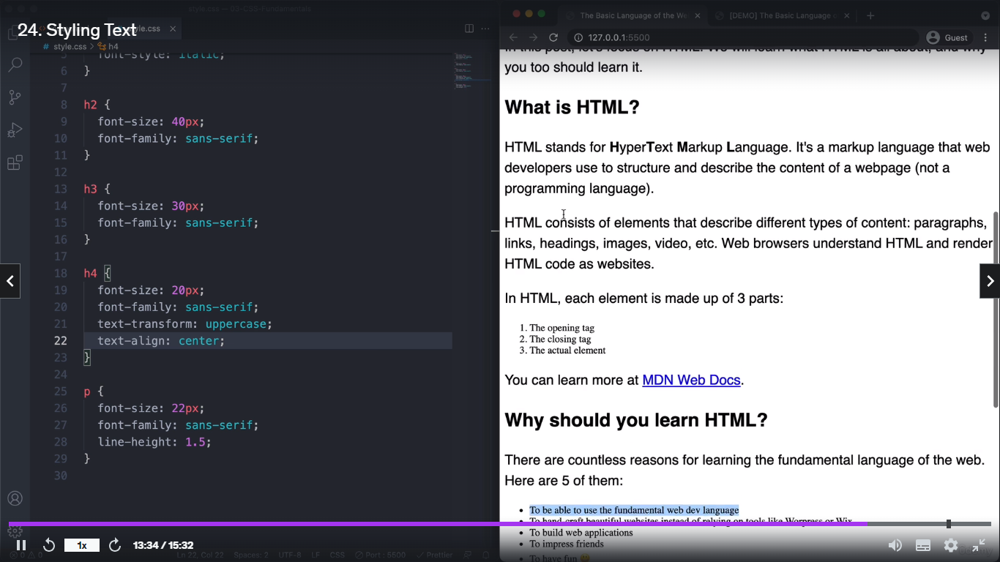 style.css — 03-CSS-Fundamentals
24. Styling Text
style.css
# style.css > h4
5 font-style: italic;
6 }
7
8 h2 {
9 font-size: 40px;
10 font-family: sans-serif;
11 }
12
13 h3 {
14 font-size: 30px;
15 font-family: sans-serif;
16 }
17
18 h4 {
19 font-size: 20px;
20 font-family: sans-serif;
21 text-transform: uppercase;
22 text-align: center;
23 }
24
25 p {
26 font-size: 22px;
27 font-family: sans-serif;
28 line-height: 1.5;
29 }
30
The Basic Language of the We
[DEMO] The Basic Language of
127.0.0.1:5500
Guest
In this post, let's focus on HTML. We will learn what HTML is all about, and why
you too should learn it.
What is HTML?
HTML stands for HyperText Markup Language. It's a markup language that web
developers use to structure and describe the content of a webpage (not a
programming language).
HTML consists of elements that describe different types of content: paragraphs,
links, headings, images, video, etc. Web browsers understand HTML and render
HTML code as websites.
In HTML, each element is made up of 3 parts:
1. The opening tag
2. The closing tag
3. The actual element
You can learn more at MDN Web Docs.
Why should you learn HTML?
There are countless reasons for learning the fundamental language of the web.
Here are 5 of them:
• To be able to use the fundamental web dev language
• To hand-craft beautiful websites instead of relying on tools like Worpress or Wix
• To build web applications
• To impress friends
• To have fun 😃
1x
13:34 / 15:32
0 0 Ln 22, Col 22 Spaces: 2 UTF-8 LF CSS Port : 5500 Prettier